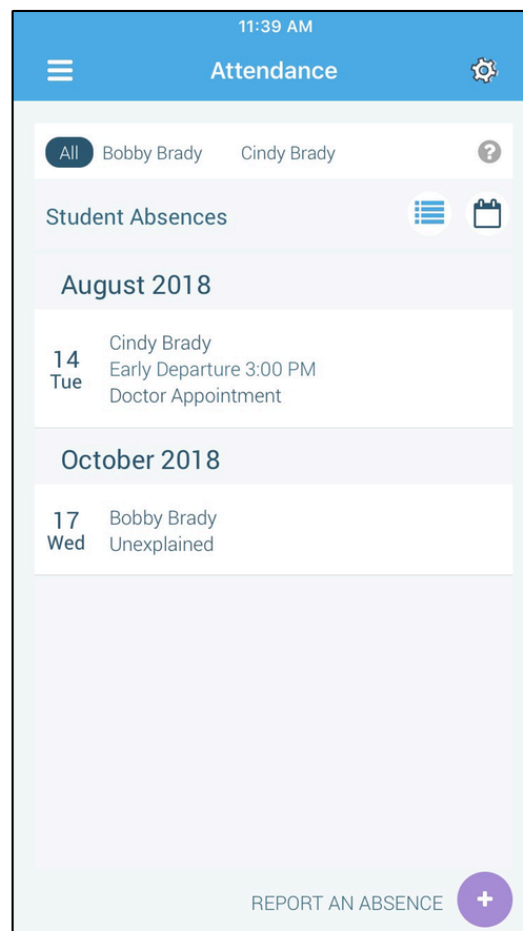 11:39 AM
Attendance
All Bobby Brady Cindy Brady ?
Student Absences
August 2018
14
Tue
Cindy Brady
Early Departure 3:00 PM
Doctor Appointment
October 2018
17
Wed
Bobby Brady
Unexplained
REPORT AN ABSENCE +